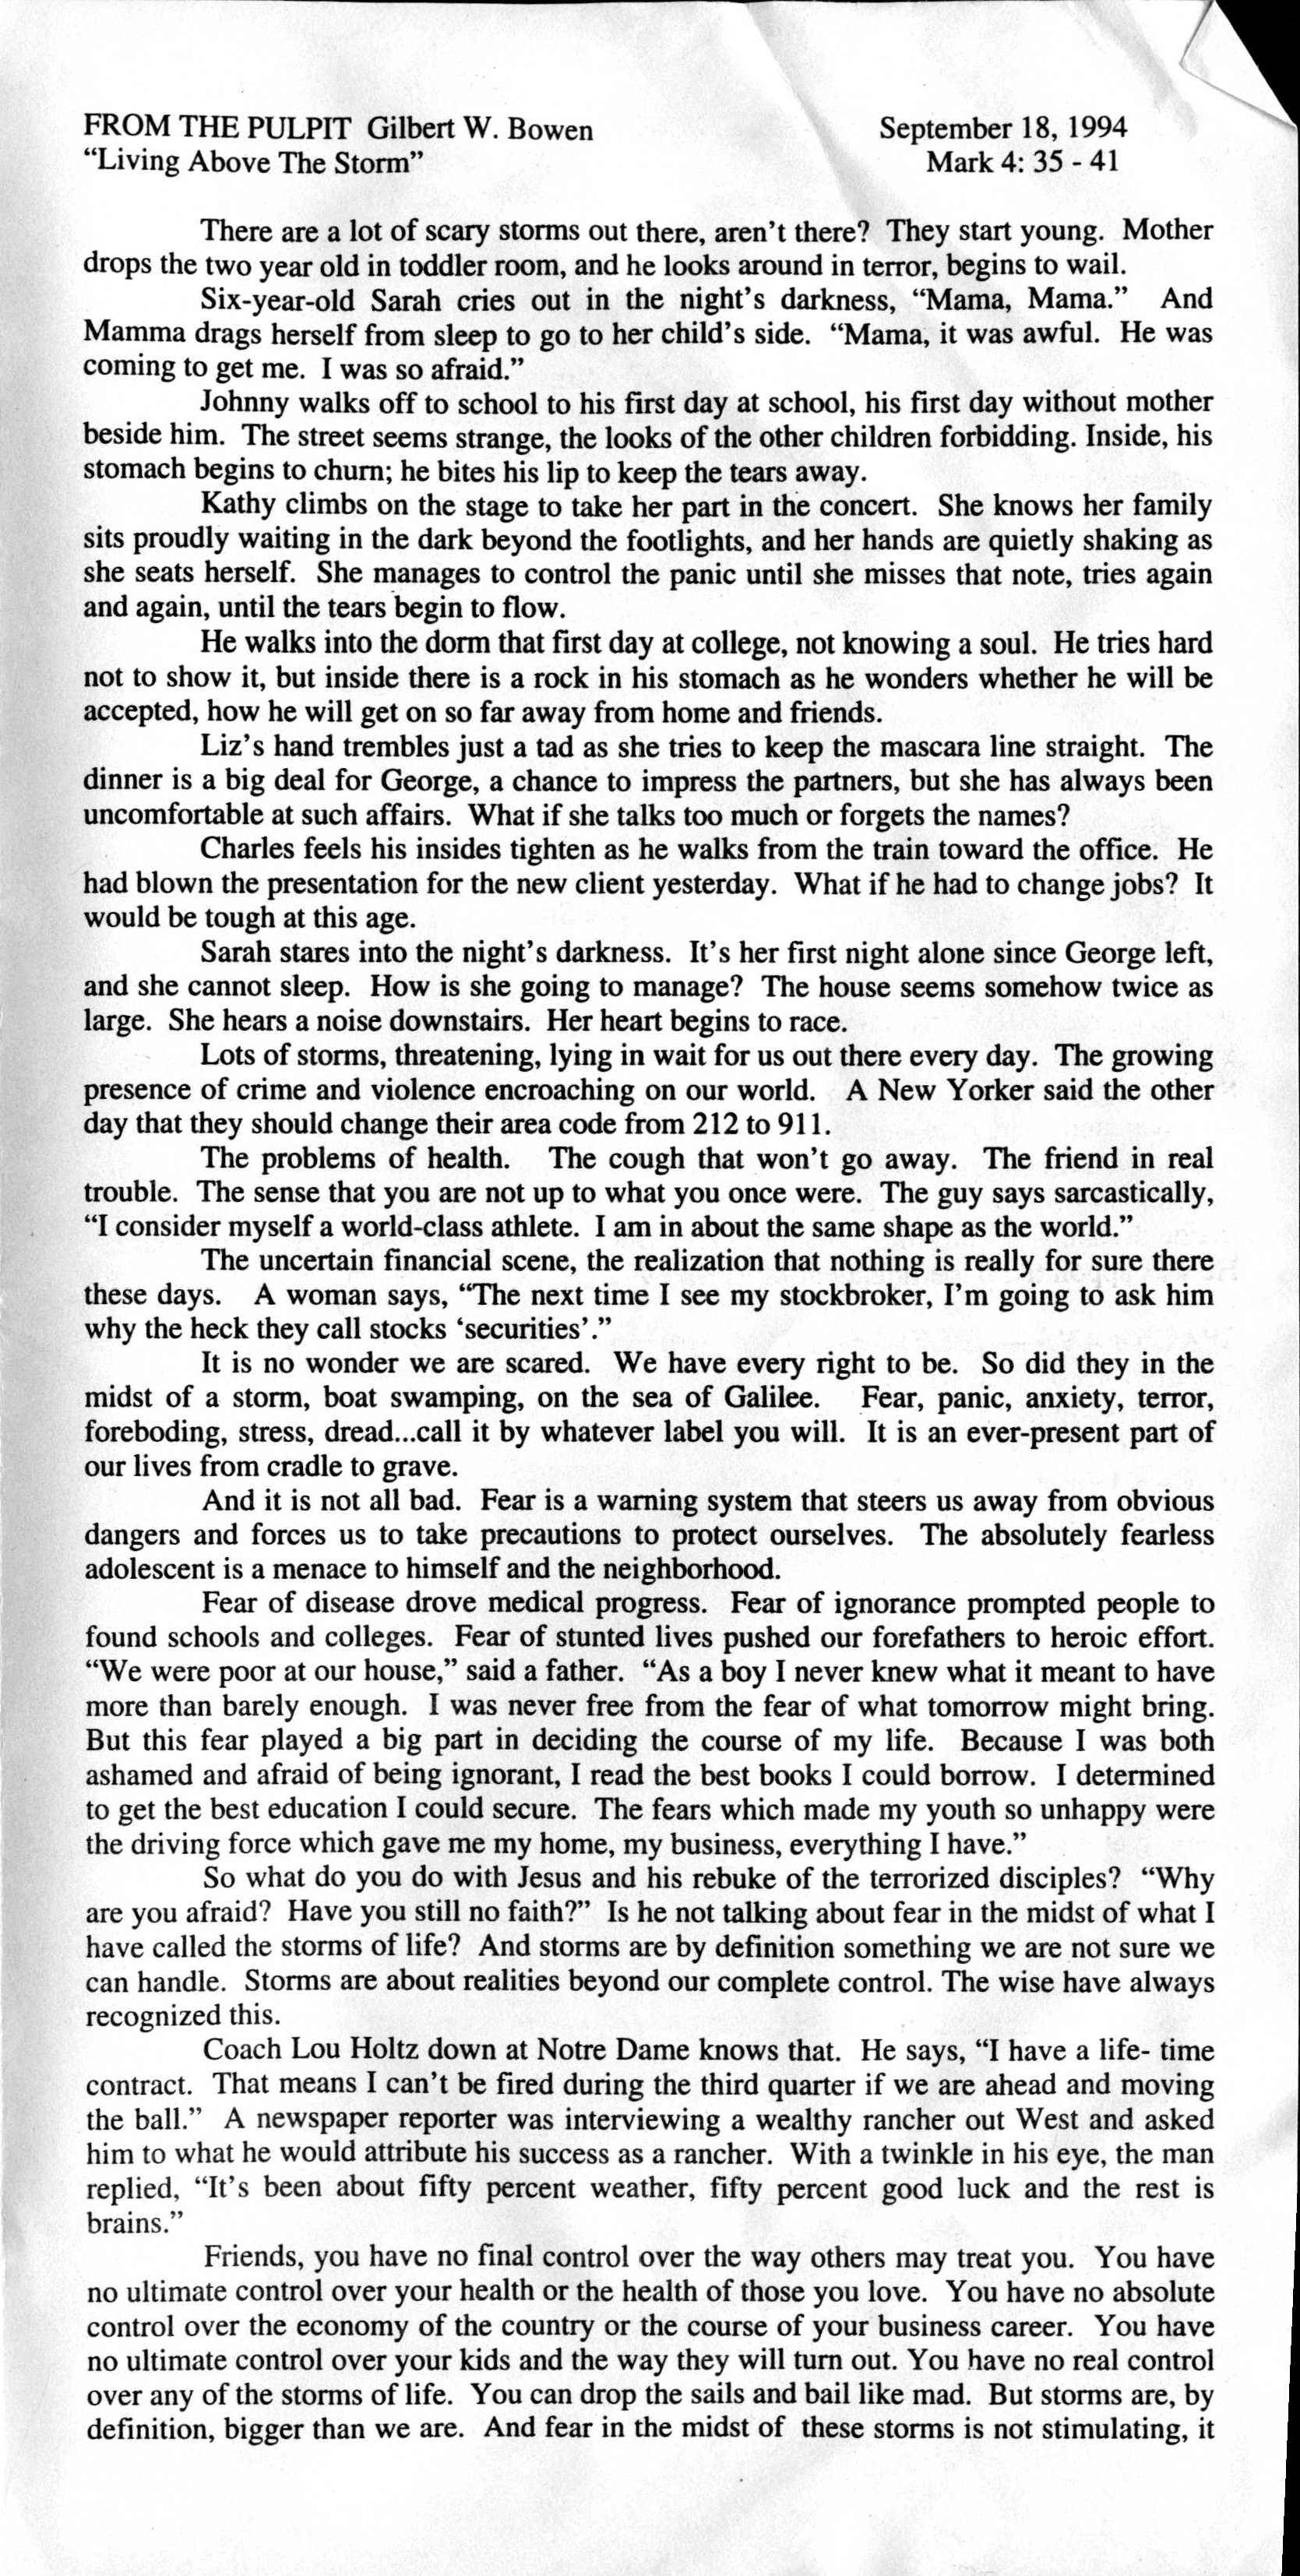 FROM THE PULPIT Gilbert W. Bowen September 18, 1994
“Living Above The Storm” Mark 4: 35 - 41
There are a lot of scary storms out there, aren’t there? They start young. Mother
drops the two year old in toddler room, and he looks around in terror, begins to wail.
Six-year-old Sarah cries out in the night’s darkness, “Mama, Mama.” And
Mamma drags herself from sleep to go to her child’s side. “Mama, it was awful. He was
coming to get me. I was so afraid.”
Johnny walks off to school to his first day at school, his first day without mother
beside him. The street seems strange, the looks of the other children forbidding. Inside, his
stomach begins to churn; he bites his lip to keep the tears away.
Kathy climbs on the stage to take her part in the concert. She knows her family
sits proudly waiting in the dark beyond the footlights, and her hands are quietly shaking as
she seats herself. She manages to control the panic until she misses that note, tries again
and again, until the tears begin to flow.
He walks into the dorm that first day at college, not knowing a soul. He tries hard
not to show it, but inside there is a rock in his stomach as he wonders whether he will be
accepted, how he will get on so far away from home and friends.
Liz’s hand trembles just a tad as she tries to keep the mascara line straight. The
dinner is a big deal for George, a chance to impress the partners, but she has always been
uncomfortable at such affairs. What if she talks too much or forgets the names?
Charles feels his insides tighten as he walks from the train toward the office. He
had blown the presentation for the new client yesterday. What if he had to change jobs? It
would be tough at this age.
Sarah stares into the night’s darkness. It’s her first night alone since George left,
and she cannot sleep. How is she going to manage? The house seems somehow twice as
large. She hears a noise downstairs. Her heart begins to race.
Lots of storms, threatening, lying in wait for us out there every day. The growing
presence of crime and violence encroaching on our world. A New Yorker said the other
day that they should change their area code from 212 to 911.
The problems of health. The cough that won’t go away. The friend in real
trouble. The sense that you are not up to what you once were. The guy says sarcastically,
“I consider myself a world-class athlete. I am in about the same shape as the world.”
The uncertain financial scene, the realization that nothing is really for sure there
these days. A woman says, “The next time I see my stockbroker, I’m going to ask him
why the heck they call stocks ‘securities’.”
It is no wonder we are scared. We have every right to be. So did they in the
midst of a storm, boat swamping, on the sea of Galilee. Fear, panic, anxiety, terror,
foreboding, stress, dread...call it by whatever label you will. It is an ever-present part of
our lives from cradle to grave.
And it is not all bad. Fear is a warning system that steers us away from obvious
dangers and forces us to take precautions to protect ourselves. The absolutely fearless
adolescent is a menace to himself and the neighborhood.
Fear of disease drove medical progress. Fear of ignorance prompted people to
found schools and colleges. Fear of stunted lives pushed our forefathers to heroic effort.
“We were poor at our house,” said a father. “As a boy I never knew what it meant to have
more than barely enough. I was never free from the fear of what tomorrow might bring.
But this fear played a big part in deciding the course of my life. Because I was both
ashamed and afraid of being ignorant, I read the best books I could borrow. I determined
to get the best education I could secure. The fears which made my youth so unhappy were
the driving force which gave me my home, my business, everything I have.”
So what do you do with Jesus and his rebuke of the terrorized disciples? “Why
are you afraid? Have you still no faith?” Is he not talking about fear in the midst of what I
have called the storms of life? And storms are by definition something we are not sure we
can handle. Storms are about realities beyond our complete control. The wise have always
recognized this.
Coach Lou Holtz down at Notre Dame knows that. He says, “I have a life- time
contract. That means I can’t be fired during the third quarter if we are ahead and moving
the ball.” A newspaper reporter was interviewing a wealthy rancher out West and asked
him to what he would attribute his success as a rancher. With a twinkle in his eye, the man
replied, “It’s been about fifty percent weather, fifty percent good luck and the rest is
brains.”
Friends, you have no final control over the way others may treat you. You have
no ultimate control over your health or the health of those you love. You have no absolute
control over the economy of the country or the course of your business career. You have
no ultimate control over your kids and the way they will turn out. You have no real control
over any of the storms of life. You can drop the sails and bail like mad. But storms are, by
definition, bigger than we are. And fear in the midst of these storms is not stimulating, it